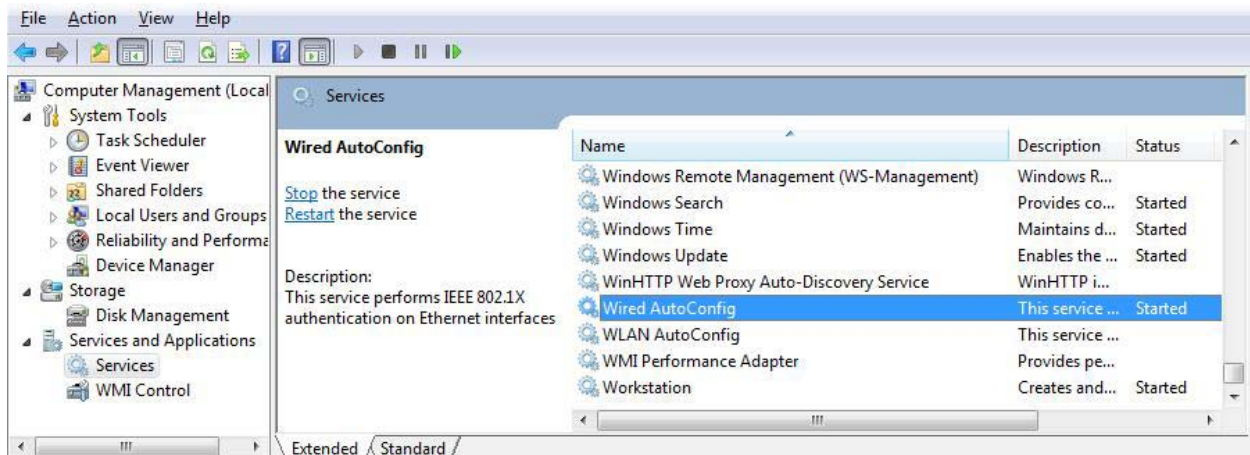 File Action View Help
Computer Management (Local
System Tools
Task Scheduler
Event Viewer
Shared Folders
Local Users and Groups
Reliability and Performa
Device Manager
Storage
Disk Management
Services and Applications
Services
WMI Control
Services
Wired AutoConfig
Stop the service
Restart the service
Description:
This service performs IEEE 802.1X
authentication on Ethernet interfaces
Name Description Status
Windows Remote Management (WS-Management) Windows R...
Windows Search Provides co... Started
Windows Time Maintains d... Started
Windows Update Enables the ... Started
WinHTTP Web Proxy Auto-Discovery Service WinHTTP i...
Wired AutoConfig This service ... Started
WLAN AutoConfig This service ...
WMI Performance Adapter Provides pe...
Workstation Creates and... Started
Extended Standard